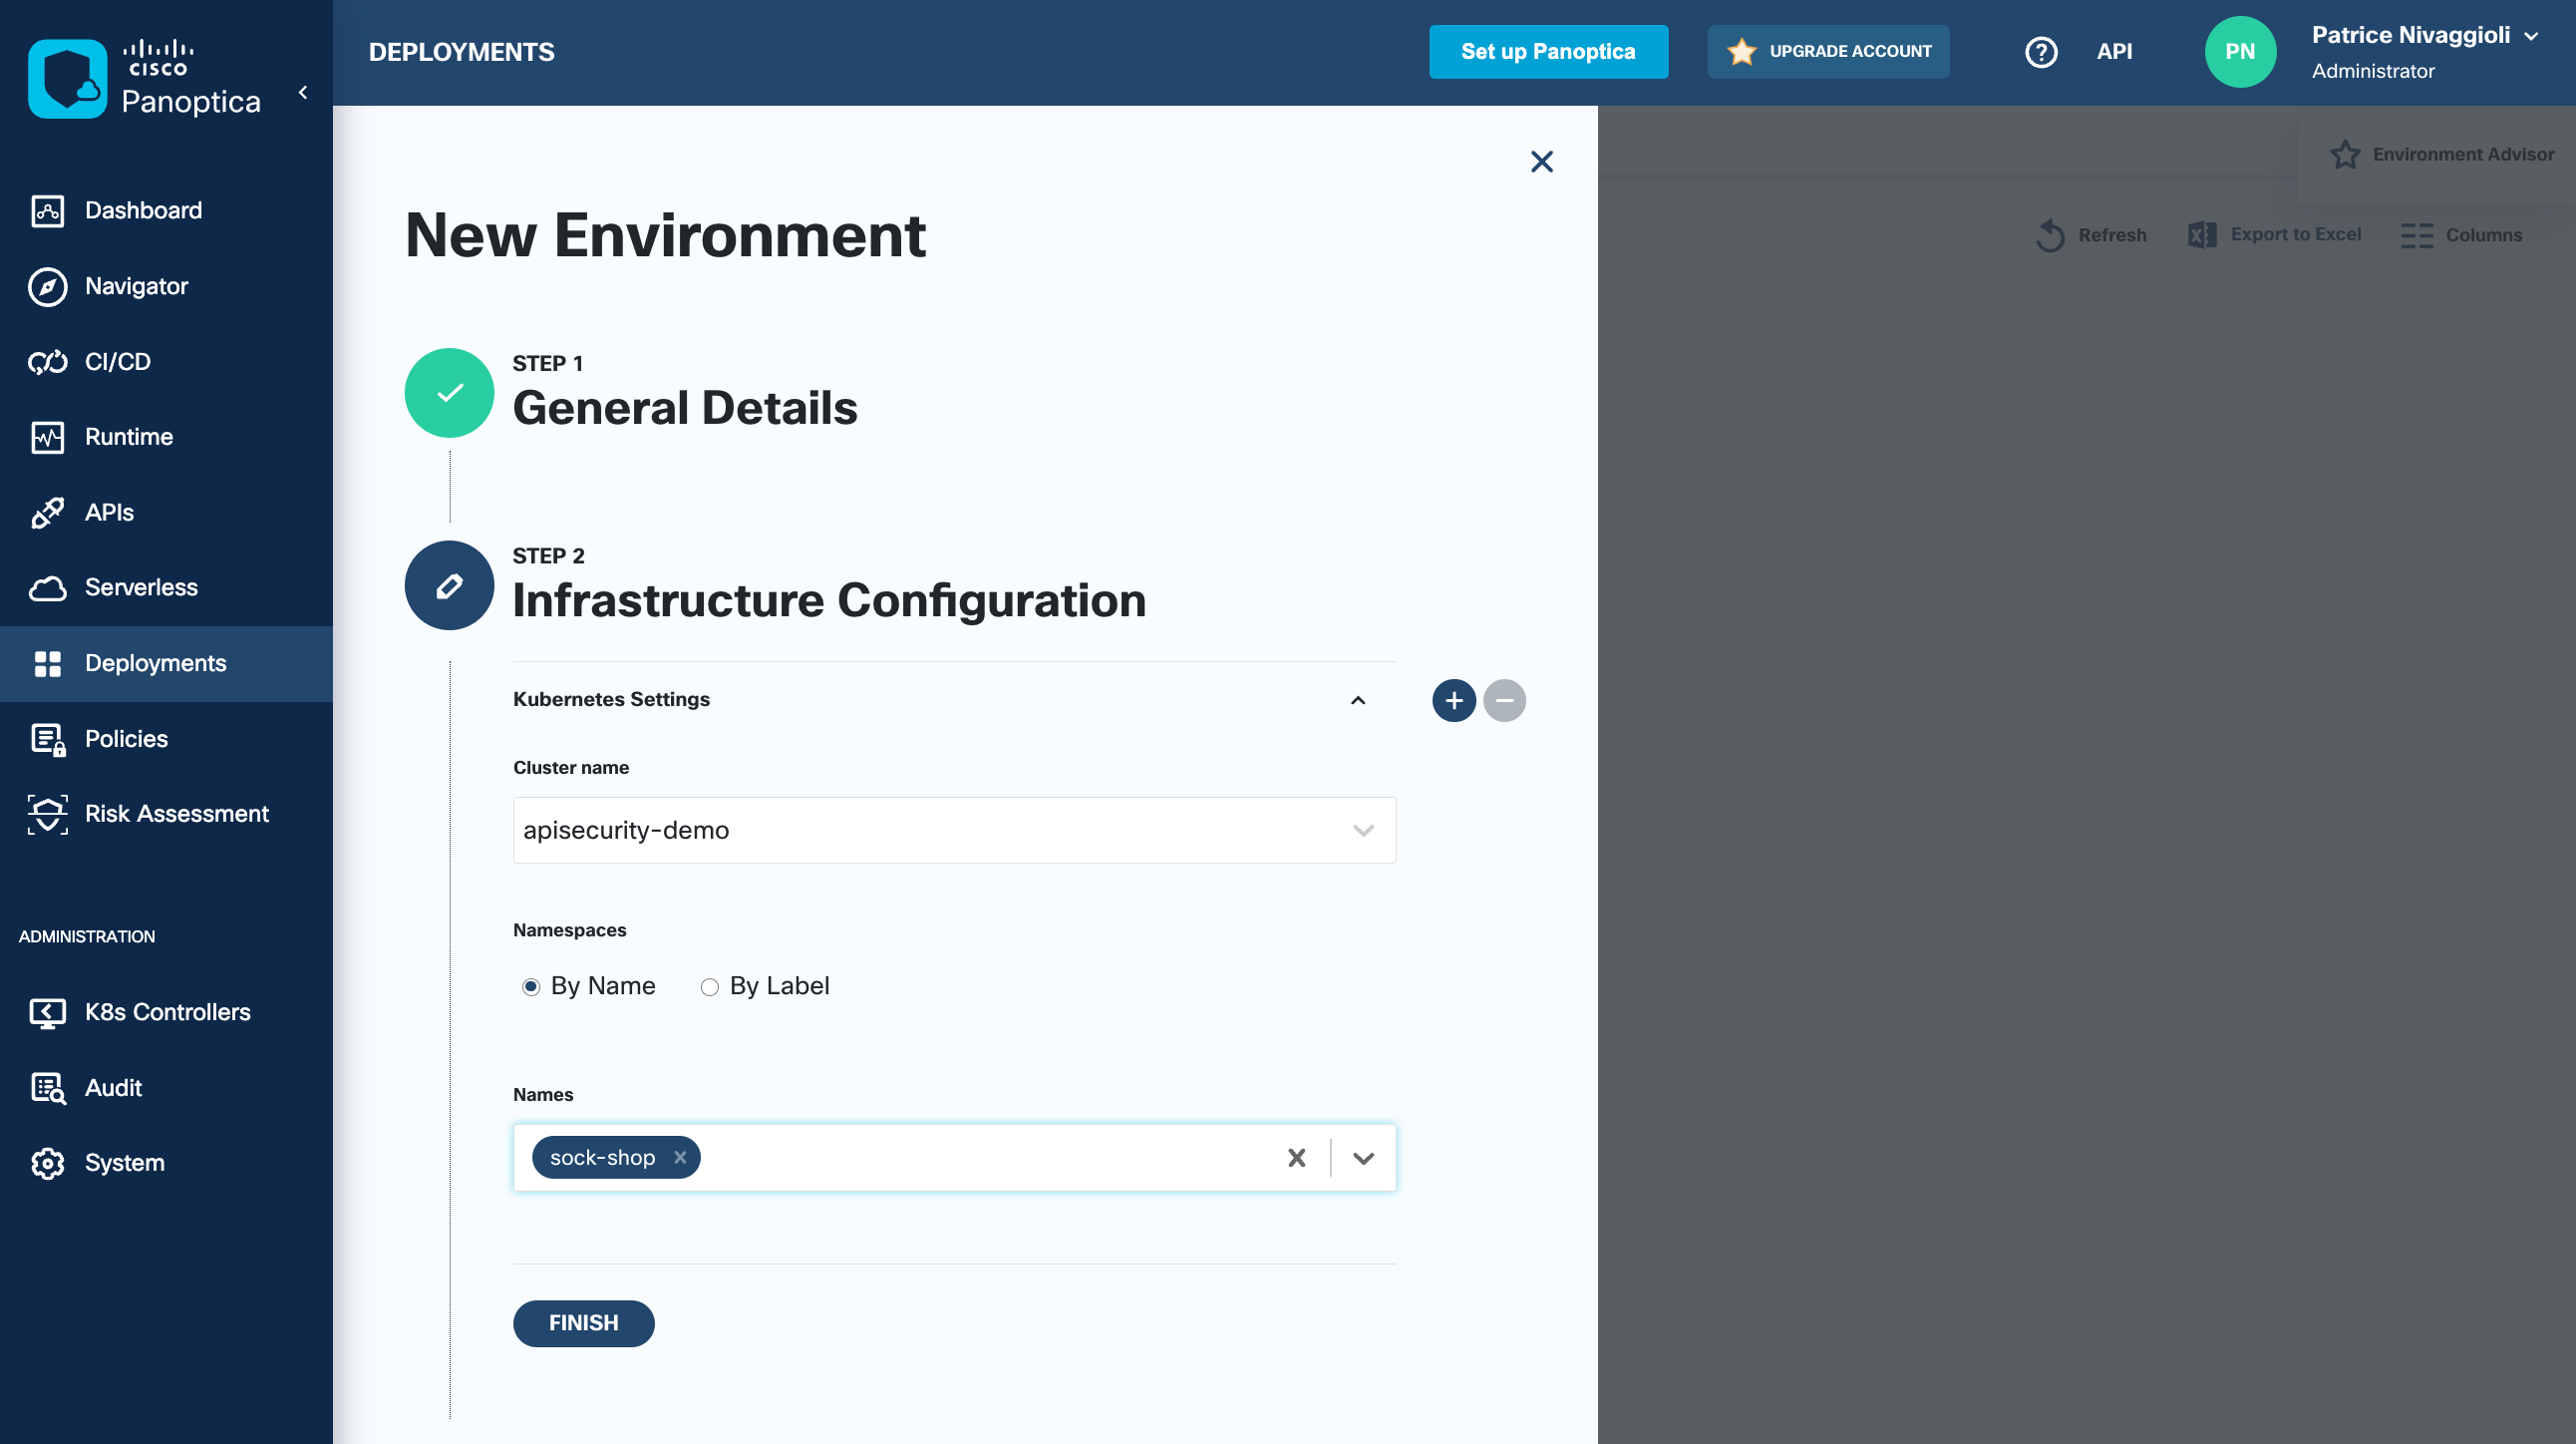 CISCO
Panoptica
Dashboard
Navigator
CI/CD
Runtime
APIs
Serverless
Deployments
Policies
Risk Assessment
ADMINISTRATION
K8s Controllers
Audit
System
DEPLOYMENTS
Set up Panoptica
UPGRADE ACCOUNT
API
PN
Patrice Nivaggioli
Administrator
Environment Advisor
Refresh
Export to Excel
Columns
New Environment
STEP 1
General Details
STEP 2
Infrastructure Configuration
Kubernetes Settings
Cluster name
apisecurity-demo
Namespaces
By Name By Label
Names
sock-shop
FINISH